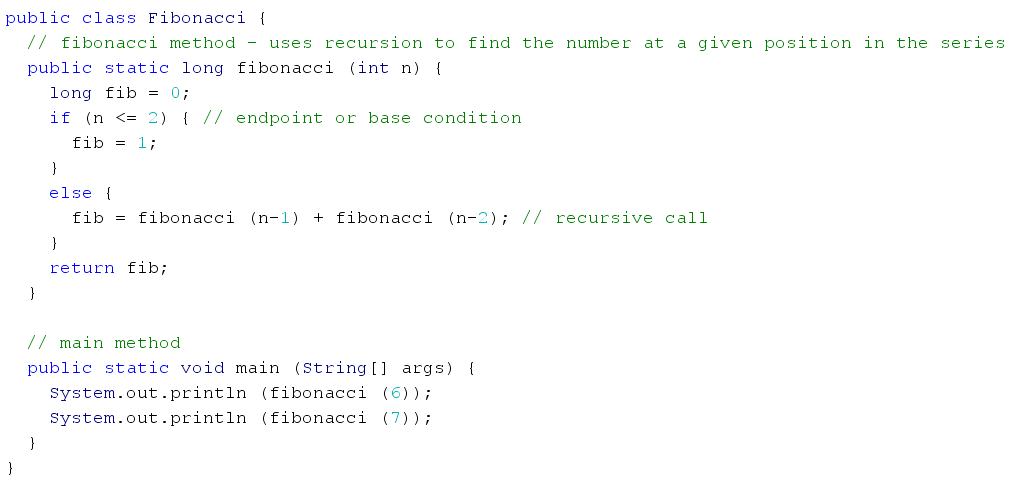 public class Fibonacci {
  // fibonacci method - uses recursion to find the number at a given position in the series
  public static long fibonacci (int n) {
    long fib = 0;
    if (n <= 2) { // endpoint or base condition
      fib = 1;
    }
    else {
      fib = fibonacci (n-1) + fibonacci (n-2); // recursive call
    }
    return fib;
  }

  // main method
  public static void main (String[] args) {
    System.out.println (fibonacci (6));
    System.out.println (fibonacci (7));
  }
}